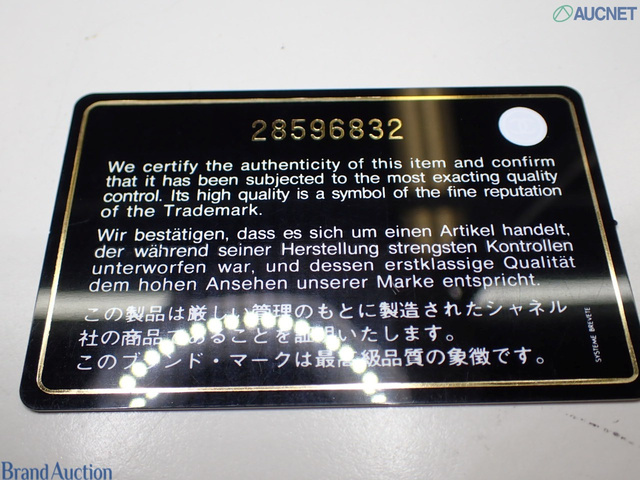 AUCNET
28596832
We certify the authenticity of this item and confirm
that it has been subjected to the most exacting quality
control. Its high quality is a symbol of the fine reputation
of the Trademark.
Wir bestätigen, dass es sich um einen Artikel handelt,
der während seiner Herstellung strengsten Kontrollen
unterworfen war, und dessen erstklassige Qualität
dem hohen Ansehen unserer Marke entspricht.
この製品は厳しい管理のもとに製造されたシャネル
社の商品であることを証明いたします。
このブランド・マークは最高級品質の象徴です。
SYSTEME BREVETE
Brand Auction